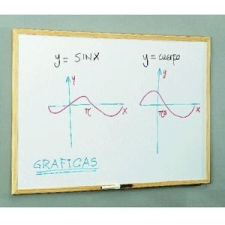 y = SINX
y
π
x
y =
y
x
GRAFICAS